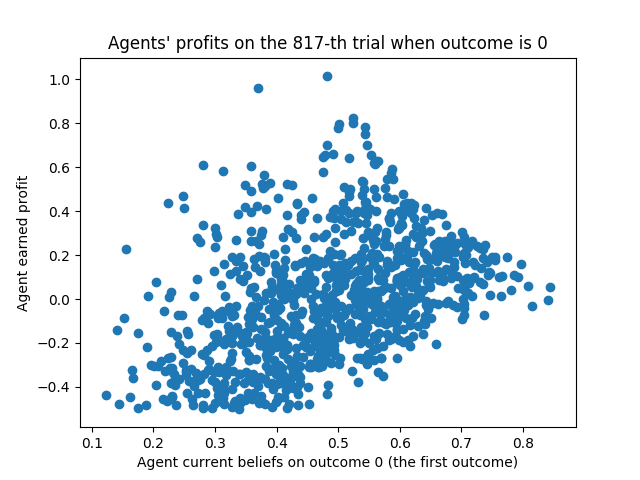 Agents' profits on the 817-th trial when outcome is 0
Agent earned profit
1.0
0.8
0.6
0.4
0.2
0.0
−0.2
−0.4
0.1 0.2 0.3 0.4 0.5 0.6 0.7 0.8
Agent current beliefs on outcome 0 (the first outcome)